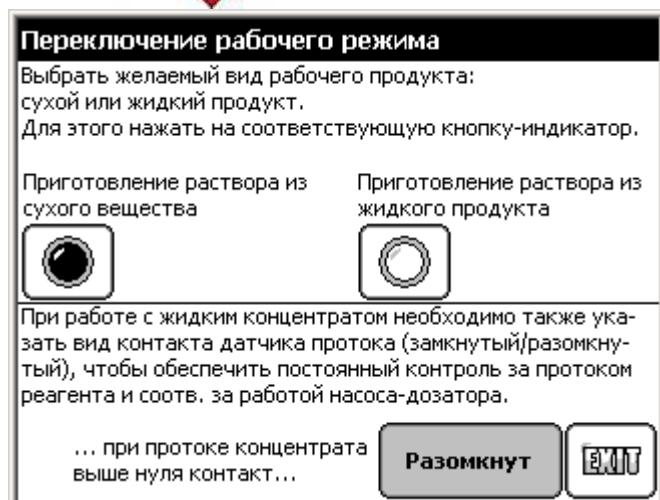 Переключение рабочего режима
Выбрать желаемый вид рабочего продукта:
сухой или жидкий продукт.
Для этого нажать на соответствующую кнопку-индикатор.
Приготовление раствора из
сухого вещества
Приготовление раствора из
жидкого продукта
При работе с жидким концентратом необходимо также ука-
зать вид контакта датчика протока (замкнутый/разомкну-
тый), чтобы обеспечить постоянный контроль за протоком
реагента и соотв. за работой насоса-дозатора.
... при протоке концентрата
выше нуля контакт...
Разомкнут
EXIT